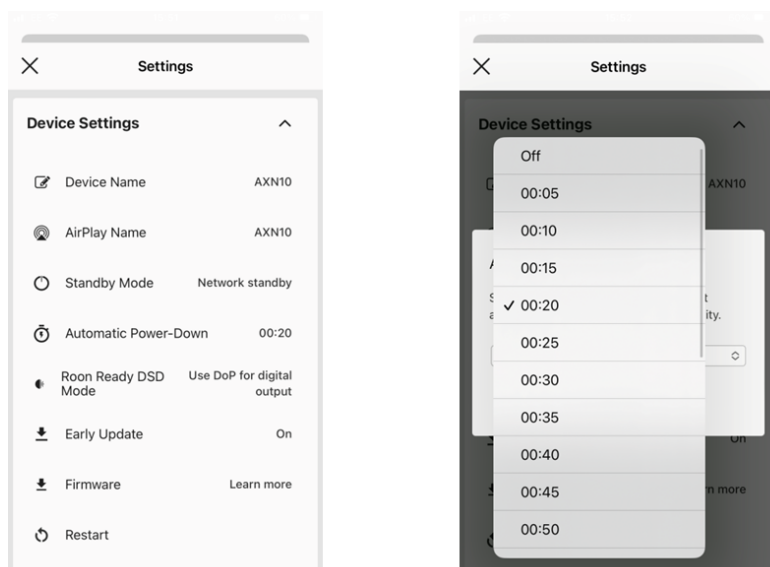 Settings
Device Settings
Device Name AXN10
AirPlay Name AXN10
Standby Mode Network standby
Automatic Power-Down 00:20
Roon Ready DSD Mode Use DoP for digital output
Early Update On
Firmware Learn more
Restart
Settings
Device Settings
AXN10
Off
00:05
00:10
00:15
00:20
00:25
00:30
00:35
00:40
00:45
00:50
ity.
On
rn more